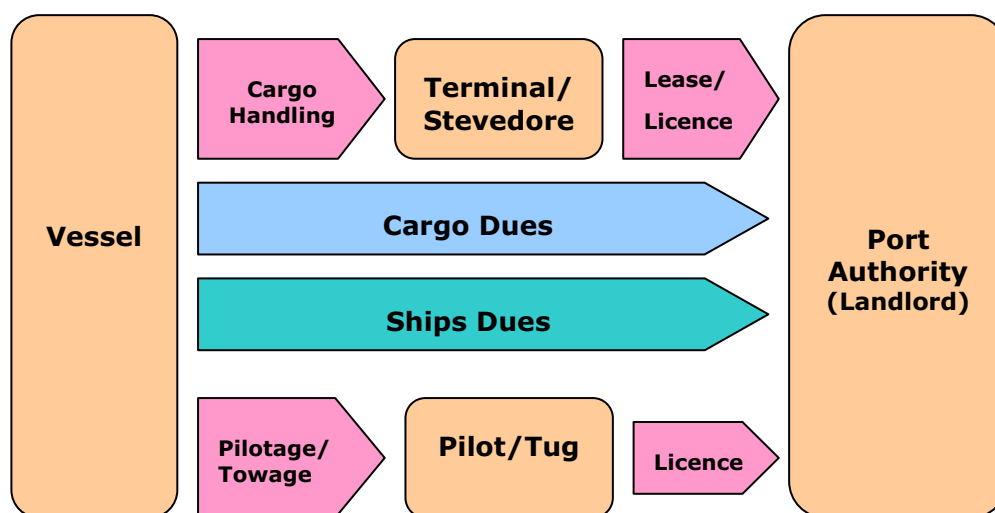 Vessel
Cargo
Handling
Terminal/
Stevedore
Lease/
Licence
Cargo Dues
Ships Dues
Pilotage/
Towage
Pilot/Tug
Licence
Port
Authority
(Landlord)